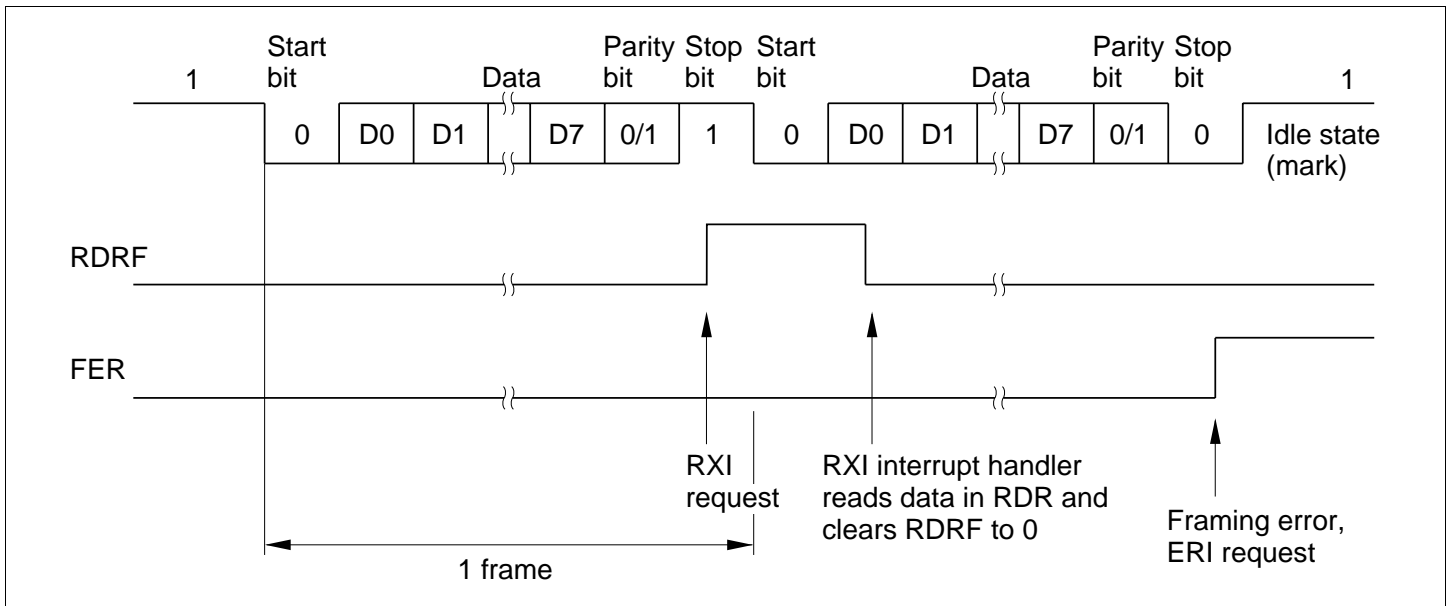 Start bit
Data
Parity bit
Stop bit
Start bit
Data
Parity bit
Stop bit
1
1
0 D0 D1 D7 0/1 1 0 D0 D1 D7 0/1 0
Idle state
(mark)
RDRF
FER
RXI
request
RXI interrupt handler
reads data in RDR and
clears RDRF to 0
Framing error,
ERI request
1 frame